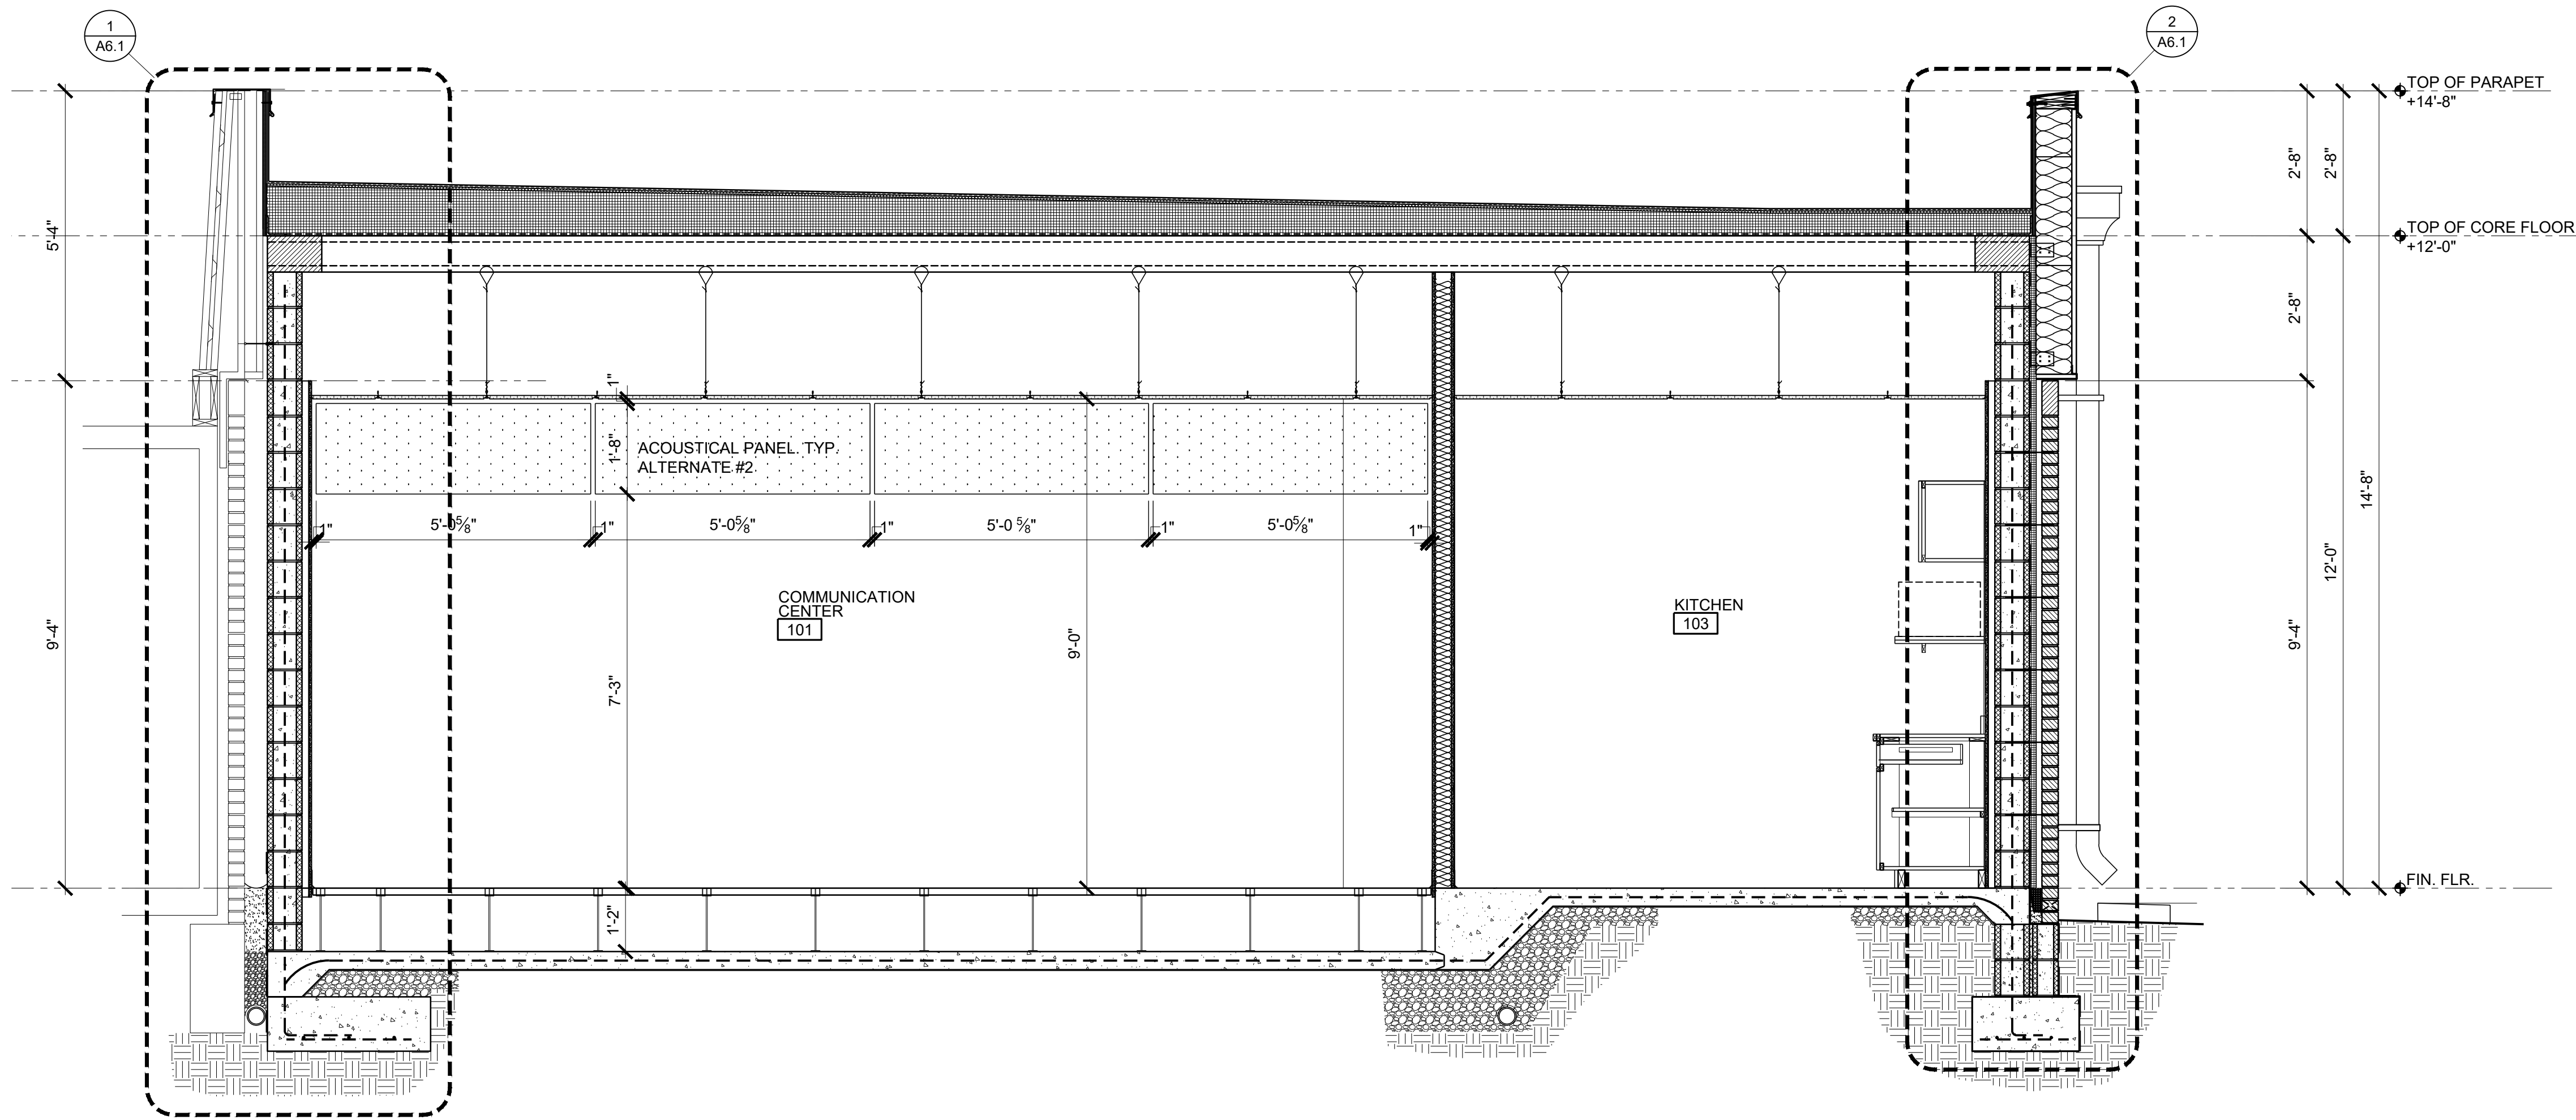 1
A6.1
2
A6.1
TOP OF PARAPET
+14'-8"
2'-8"
2'-8"
5'-4"
TOP OF CORE FLOOR
+12'-0"
2'-8"
1"
1'-8"
ACOUSTICAL PANEL. TYP.
ALTERNATE #2
14'-8"
1"
5'-0⅝"
1"
5'-0⅝"
1"
5'-0 ⅝"
1"
5'-0⅝"
1"
12'-0"
COMMUNICATION
CENTER
101
KITCHEN
103
9'-4"
9'-0"
9'-4"
7'-3"
FIN. FLR.
1'-2"